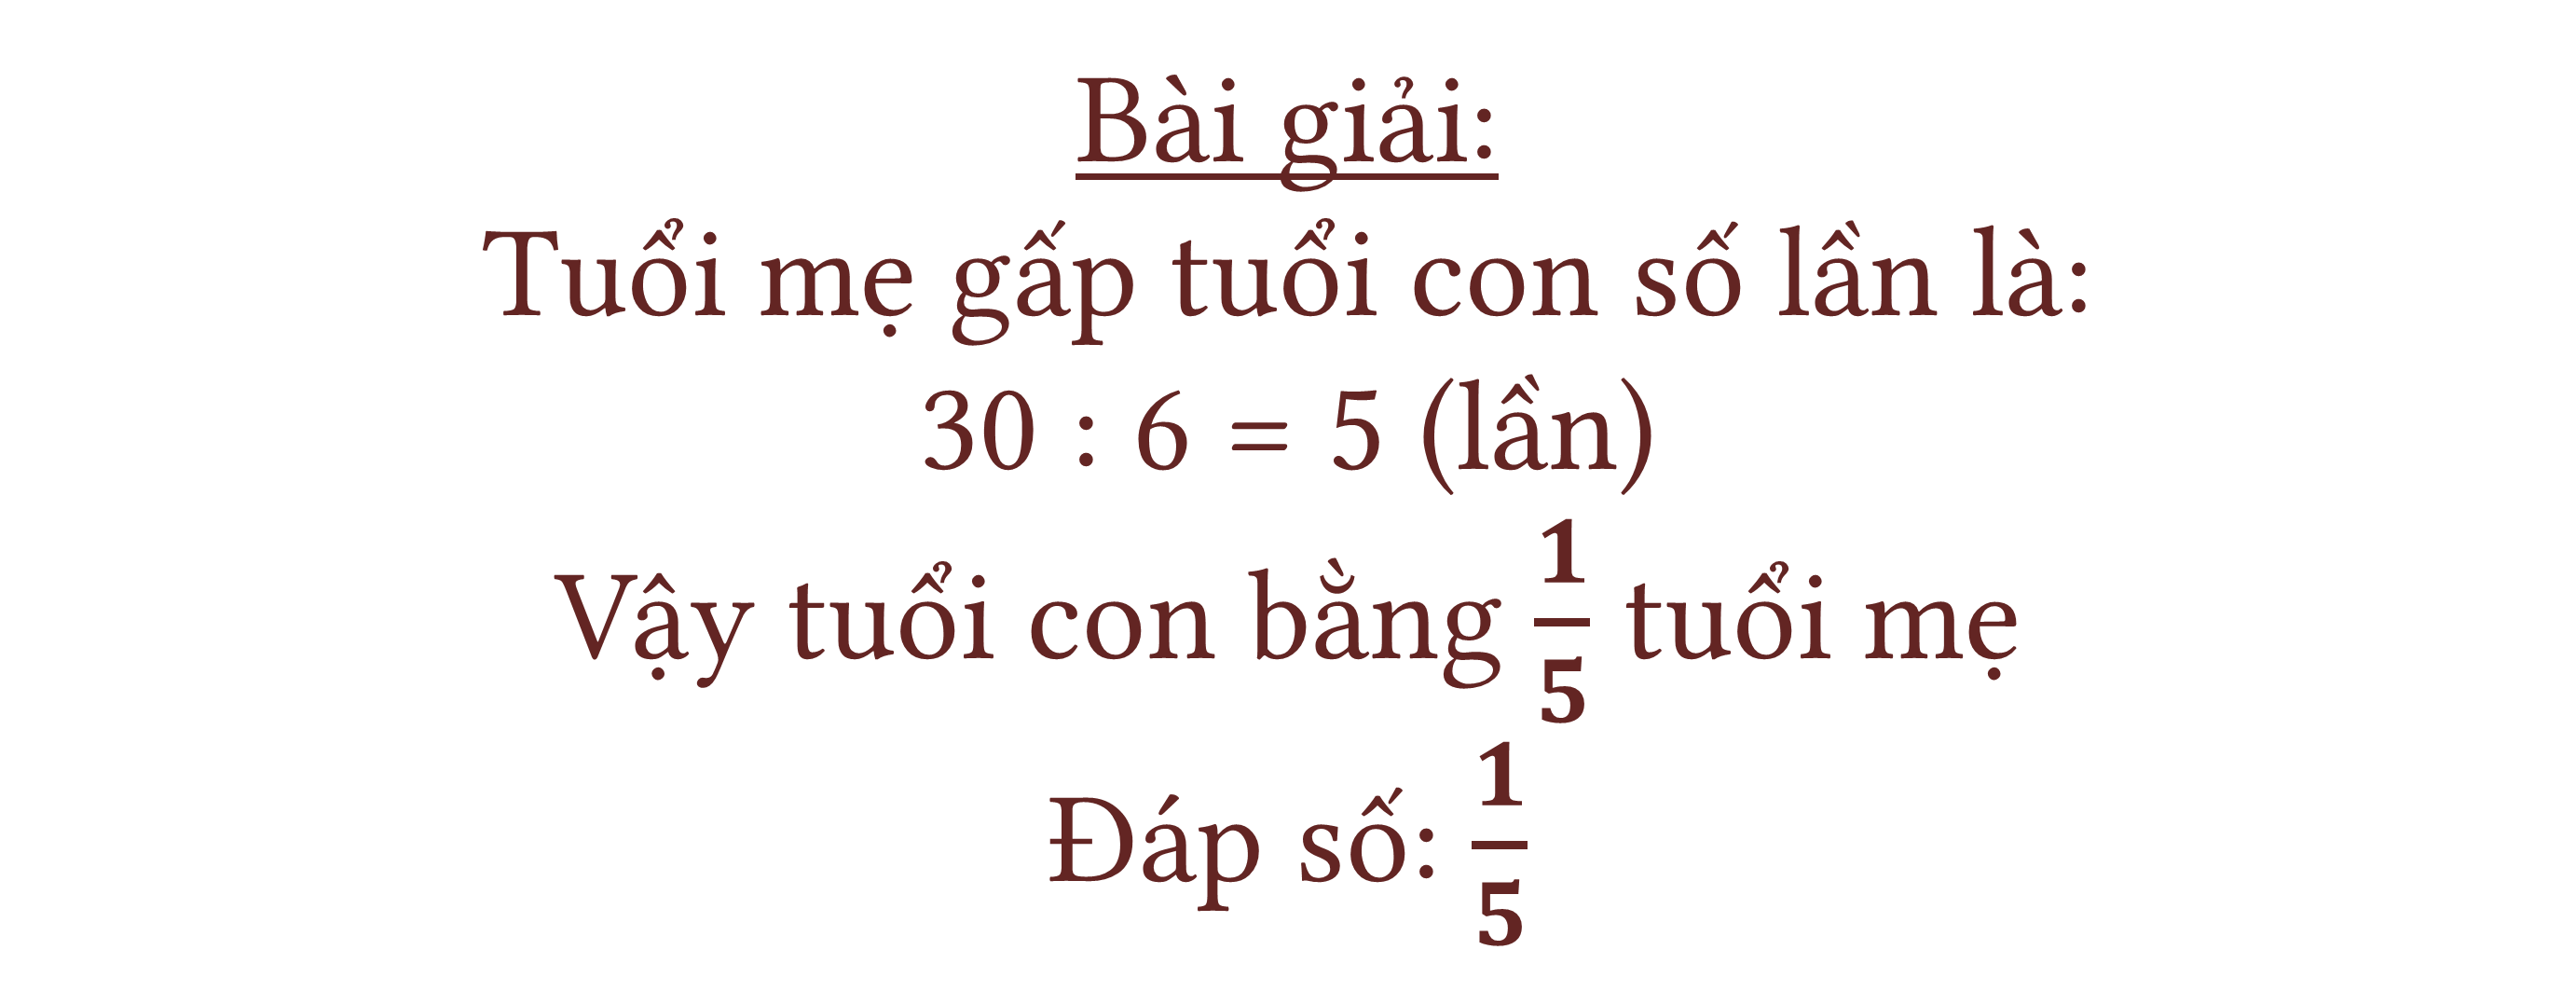 Bài giải:
Tuổi mẹ gấp tuổi con số lần là:
30 : 6 = 5 (lần)
Vậy tuổi con bằng 1/5 tuổi mẹ
Đáp số: 1/5